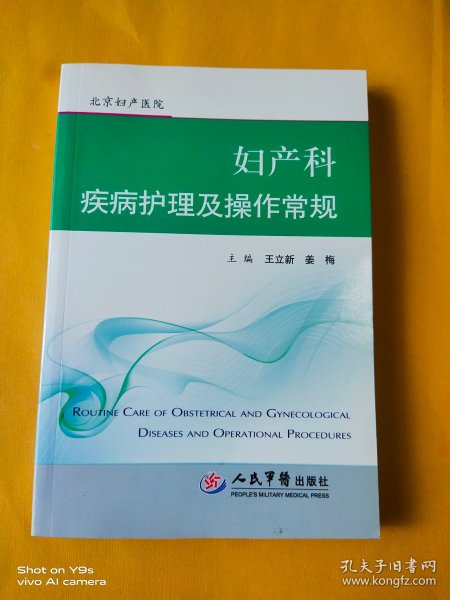 北京妇产医院
妇产科
疾病护理及操作常规
主编 王立新 姜梅
ROUTINE CARE OF OBSTETRICAL AND GYNECOLOGICAL
DISEASES AND OPERATIONAL PROCEDURES
人民军医出版社
PEOPLE'S MILITARY MEDICAL PRESS
Shot on Y9s
vivo AI camera
孔夫子旧书网
www.kongfz.com